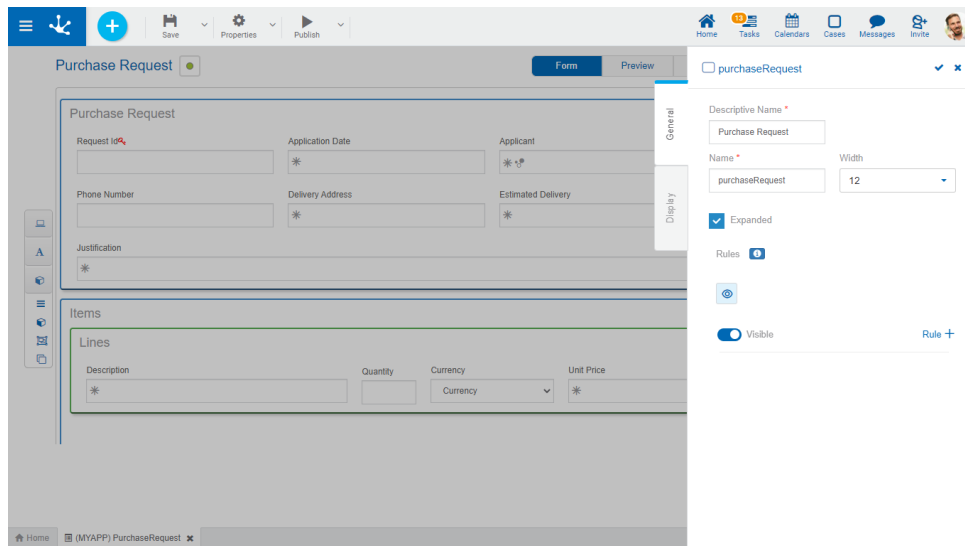 Save
Properties
Publish
Home
13
Tasks
Calendars
Cases
Messages
Invite
Purchase Request
Form
Preview
purchaseRequest
General
Display
Purchase Request
Request Id
Application Date
Applicant
Phone Number
Delivery Address
Estimated Delivery
Justification
Items
Lines
Description
Quantity
Currency
Unit Price
Currency
A
Descriptive Name *
Purchase Request
Name *
Width
purchaseRequest
12
Expanded
Rules
Visible
Rule +
Home
(MYAPP) PurchaseRequest